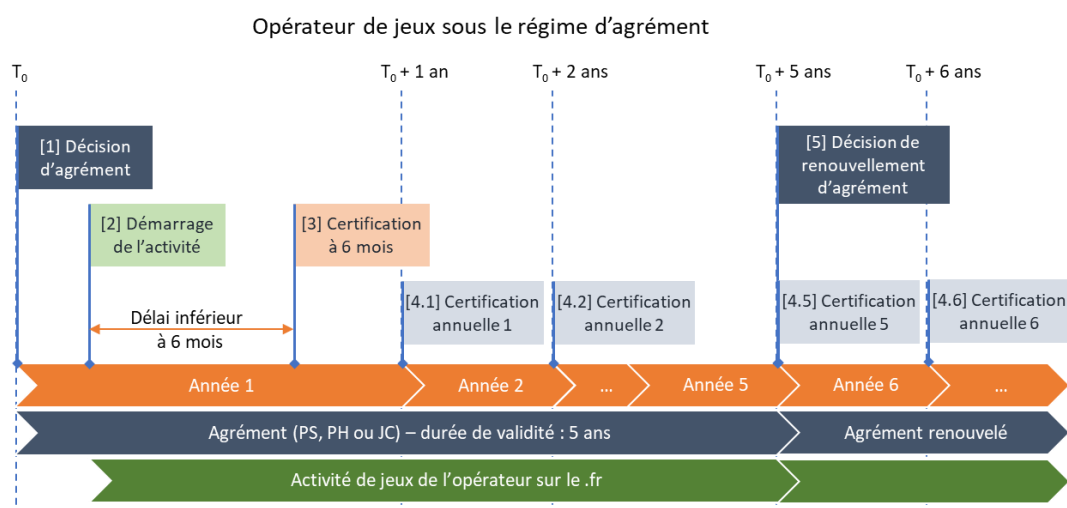 Opérateur de jeux sous le régime d’agrément
T0
T0 + 1 an
T0 + 2 ans
T0 + 5 ans
T0 + 6 ans
[1] Décision
d’agrément
[5] Décision de
renouvellement
d’agrément
[2] Démarrage
de l’activité
[3] Certification
à 6 mois
Délai inférieur
à 6 mois
[4.1] Certification
annuelle 1
[4.2] Certification
annuelle 2
[4.5] Certification
annuelle 5
[4.6] Certification
annuelle 6
Année 1
Année 2
...
Année 5
Année 6
...
Agrément (PS, PH ou JC) – durée de validité : 5 ans
Agrément renouvelé
Activité de jeux de l’opérateur sur le .fr